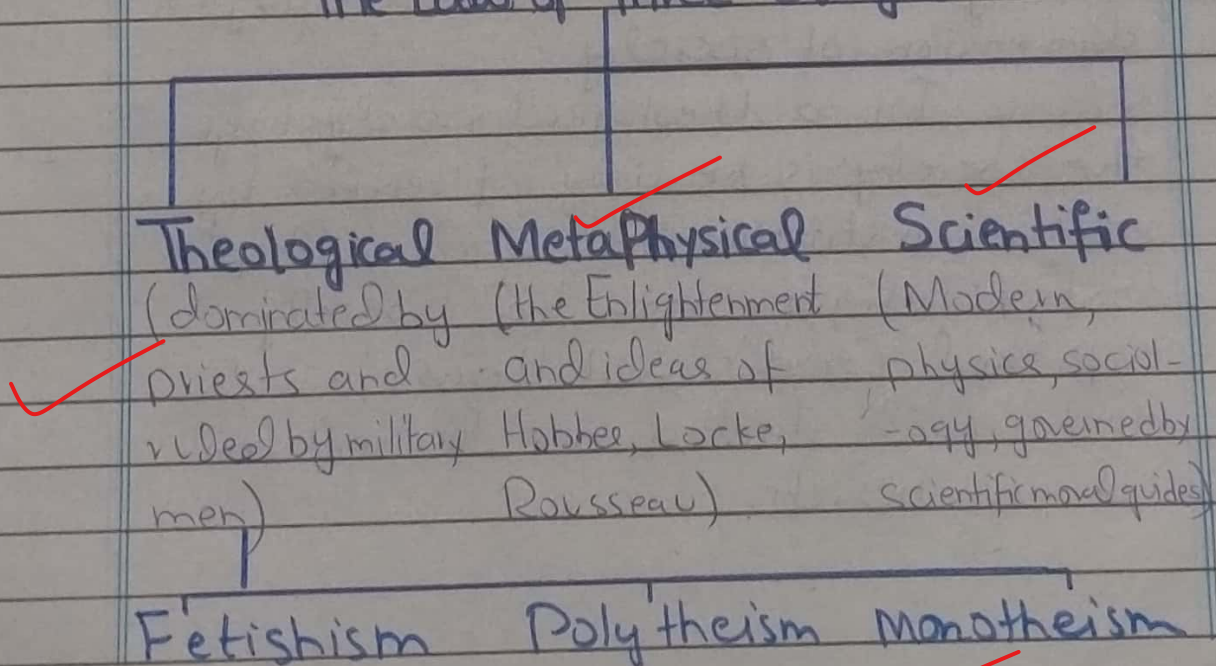 Theological MetaPhysical Scientific
(dominated by (the Enlightenment (Modern,
priests and and ideas of physics, sociol-
ruled by military Hobbes, Locke, -ogy, governed by
men) Rousseau) scientific moral guides)
Fetishism Polytheism Monotheism